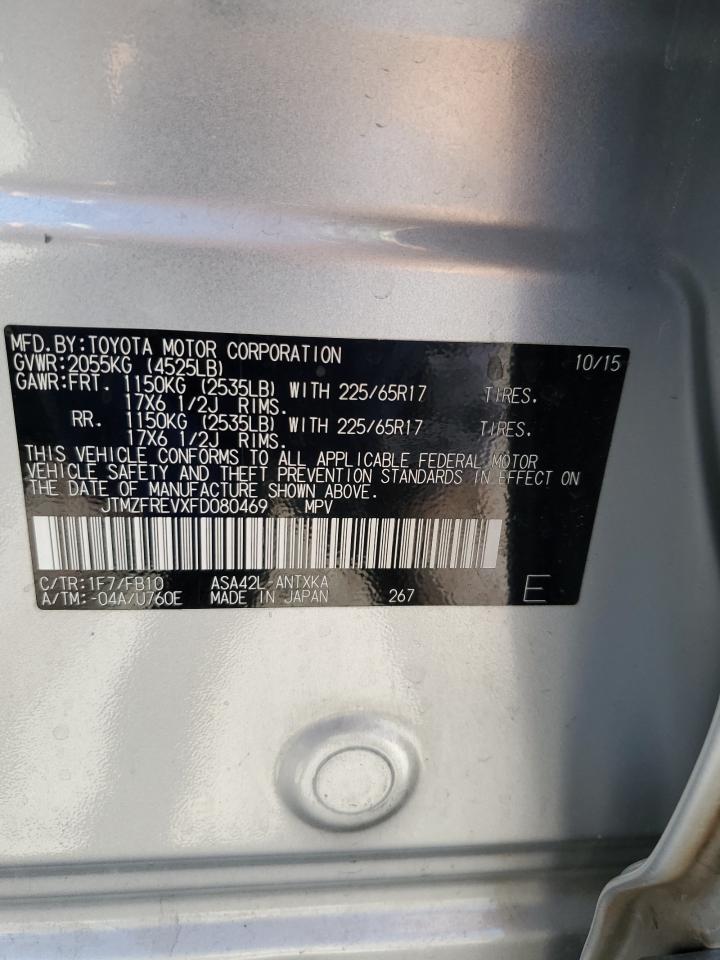 MFD.BY:TOYOTA MOTOR CORPORATION 10/15
GVWR:2055KG (4525LB)
GAWR:FRT. 1150KG (2535LB) WITH 225/65R17 TIRES.
17X6 1/2J RIMS.
RR. 1150KG (2535LB) WITH 225/65R17 TIRES.
17X6 1/2J RIMS.
THIS VEHICLE CONFORMS TO ALL APPLICABLE FEDERAL MOTOR
VEHICLE SAFETY AND THEFT PREVENTION STANDARDS IN EFFECT ON
THE DATE OF MANUFACTURE SHOWN ABOVE.
JTMZFREVXFD080469 MPV
C/TR:1F7/FB10 ASA42L-ANTXKA
A/TM:-04A/U760E MADE IN JAPAN 267 E